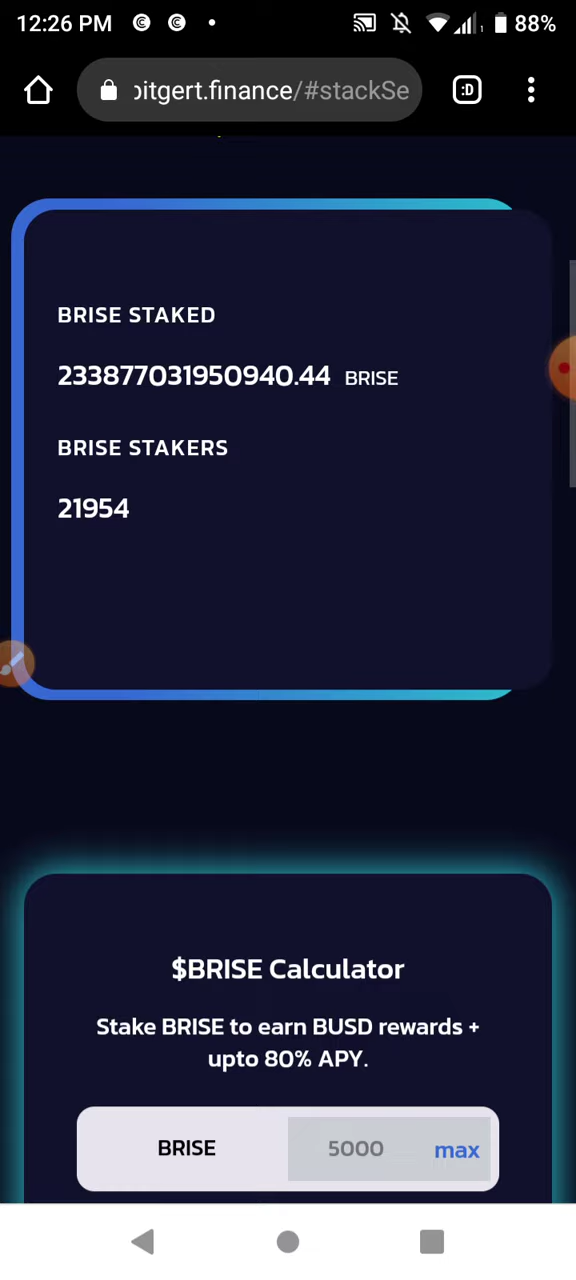 12:26 PM
88%
bitgert.finance/#stackSe
:D
BRISE STAKED
233877031950940.44 BRISE
BRISE STAKERS
21954
$BRISE Calculator
Stake BRISE to earn BUSD rewards +
upto 80% APY.
BRISE 5000 max